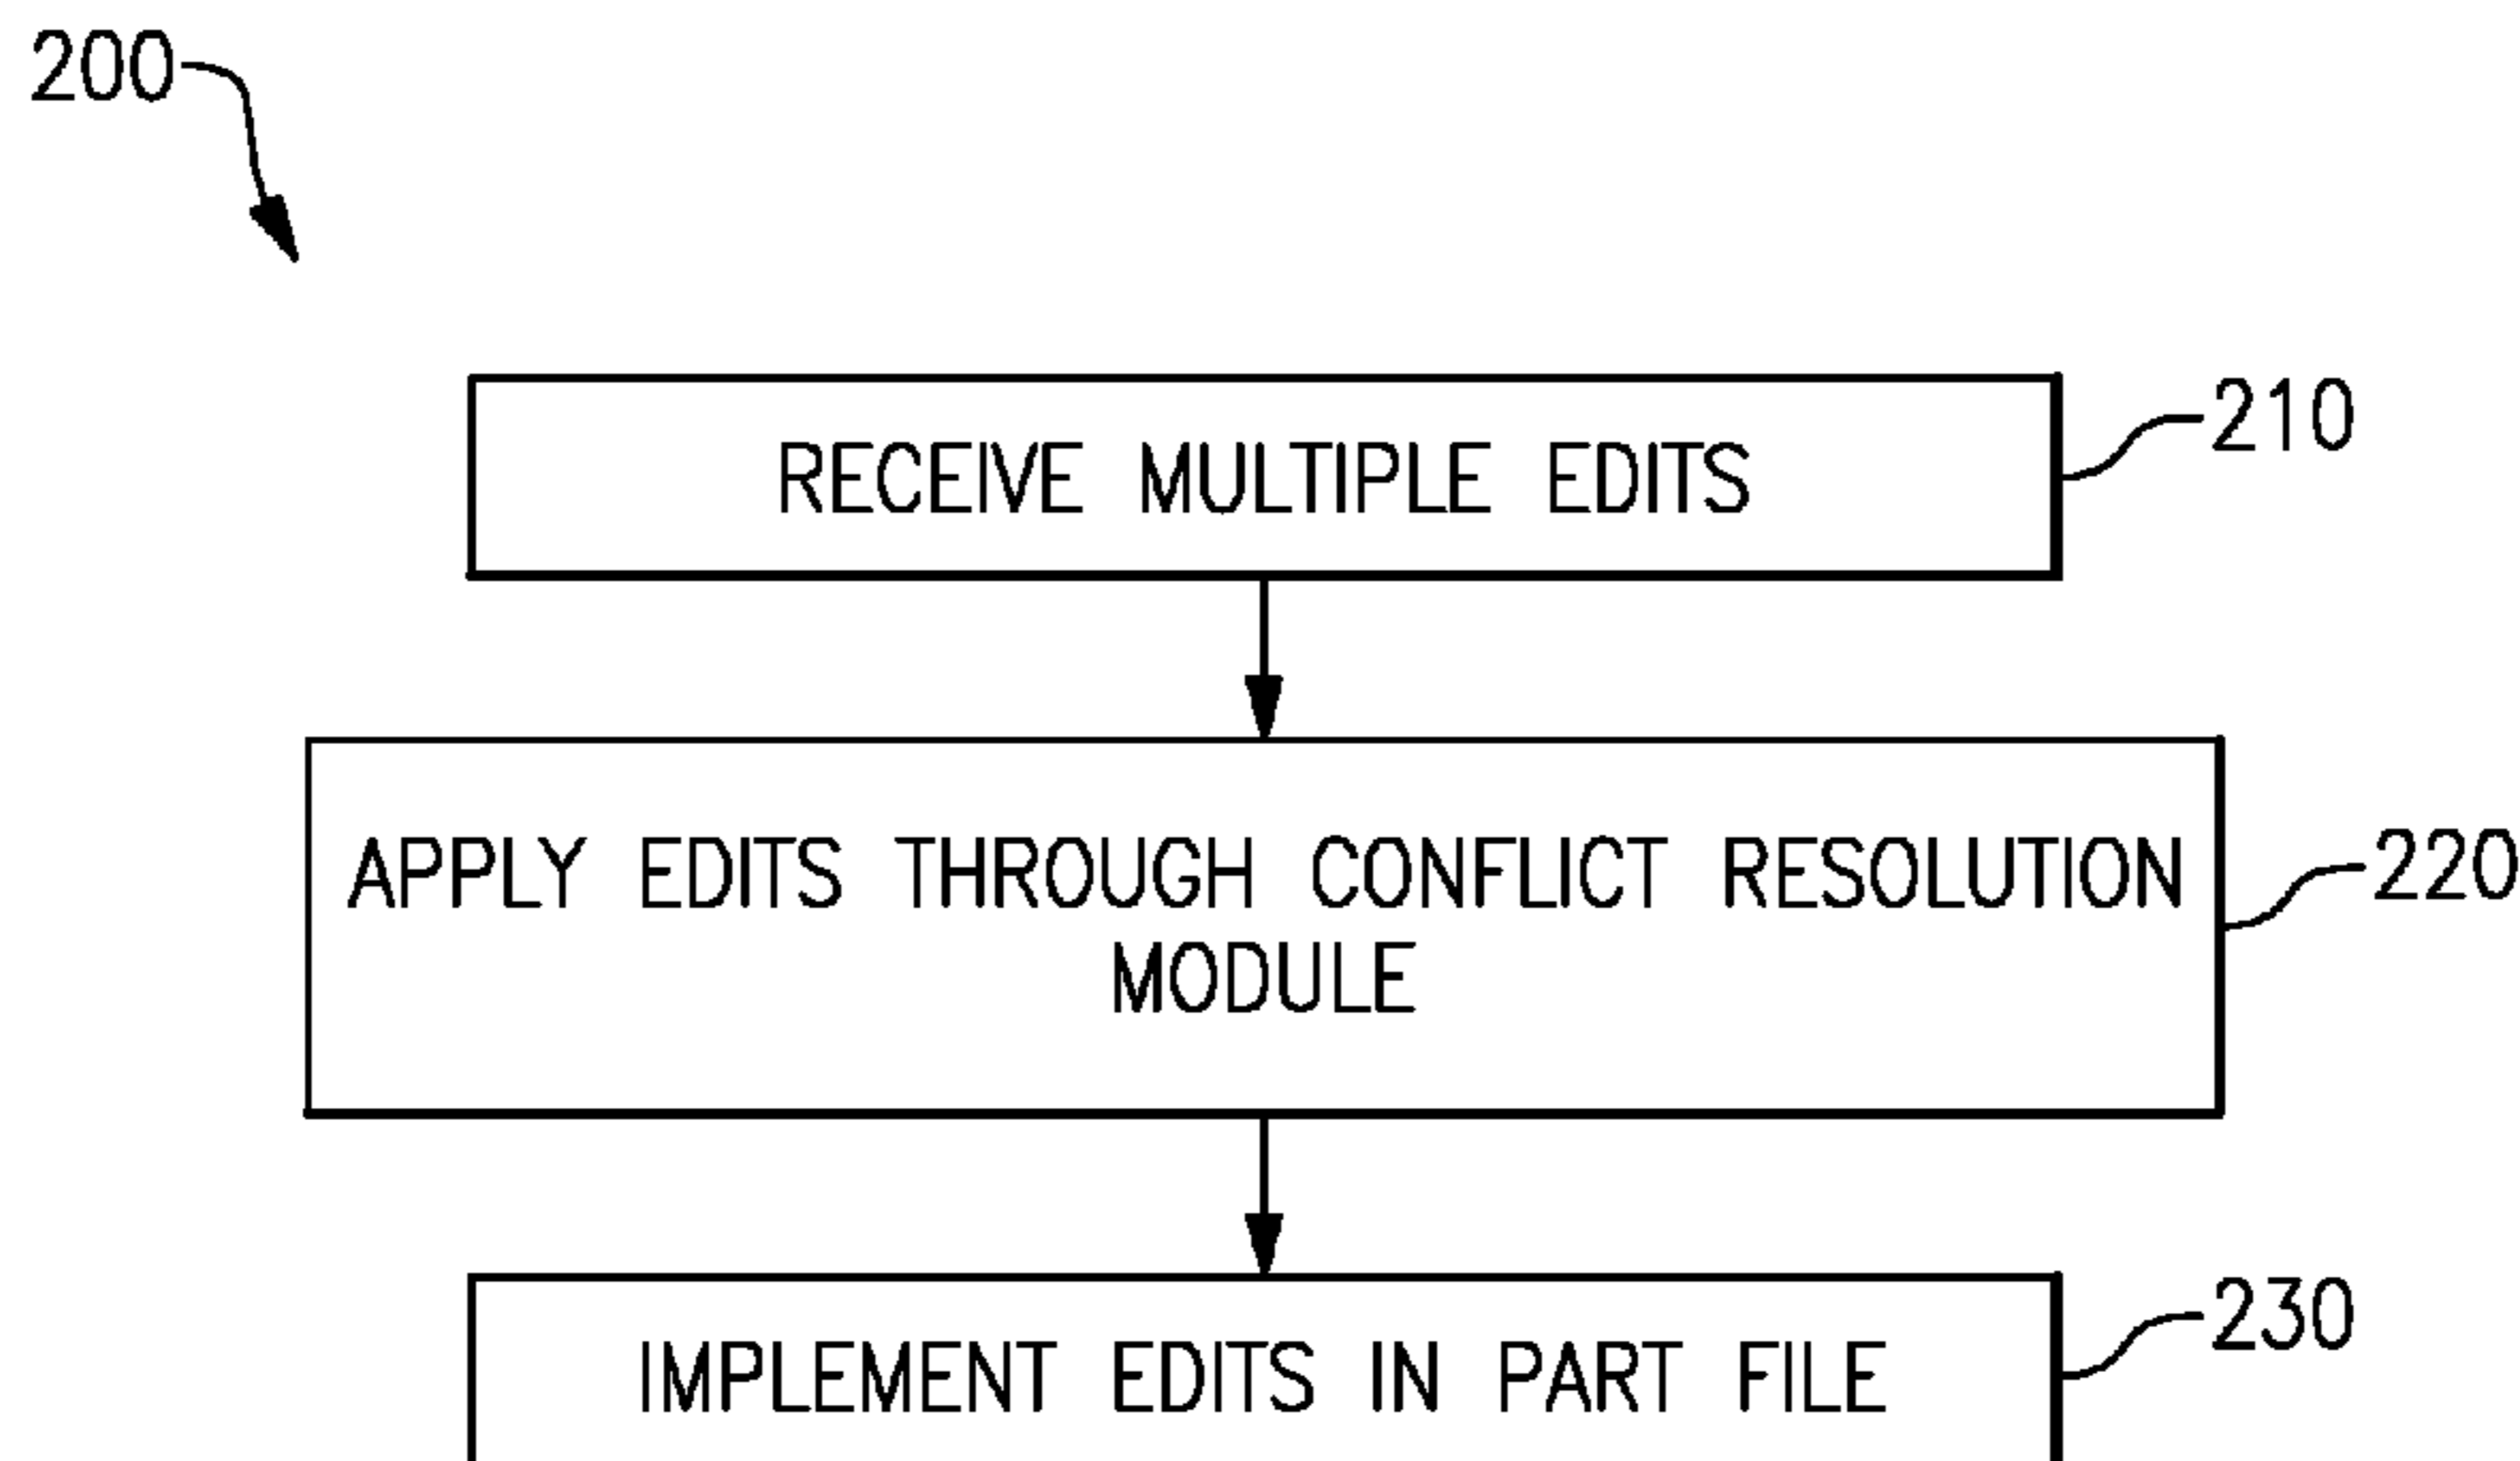 200
RECEIVE MULTIPLE EDITS
210
APPLY EDITS THROUGH CONFLICT RESOLUTION
MODULE
220
IMPLEMENT EDITS IN PART FILE
230